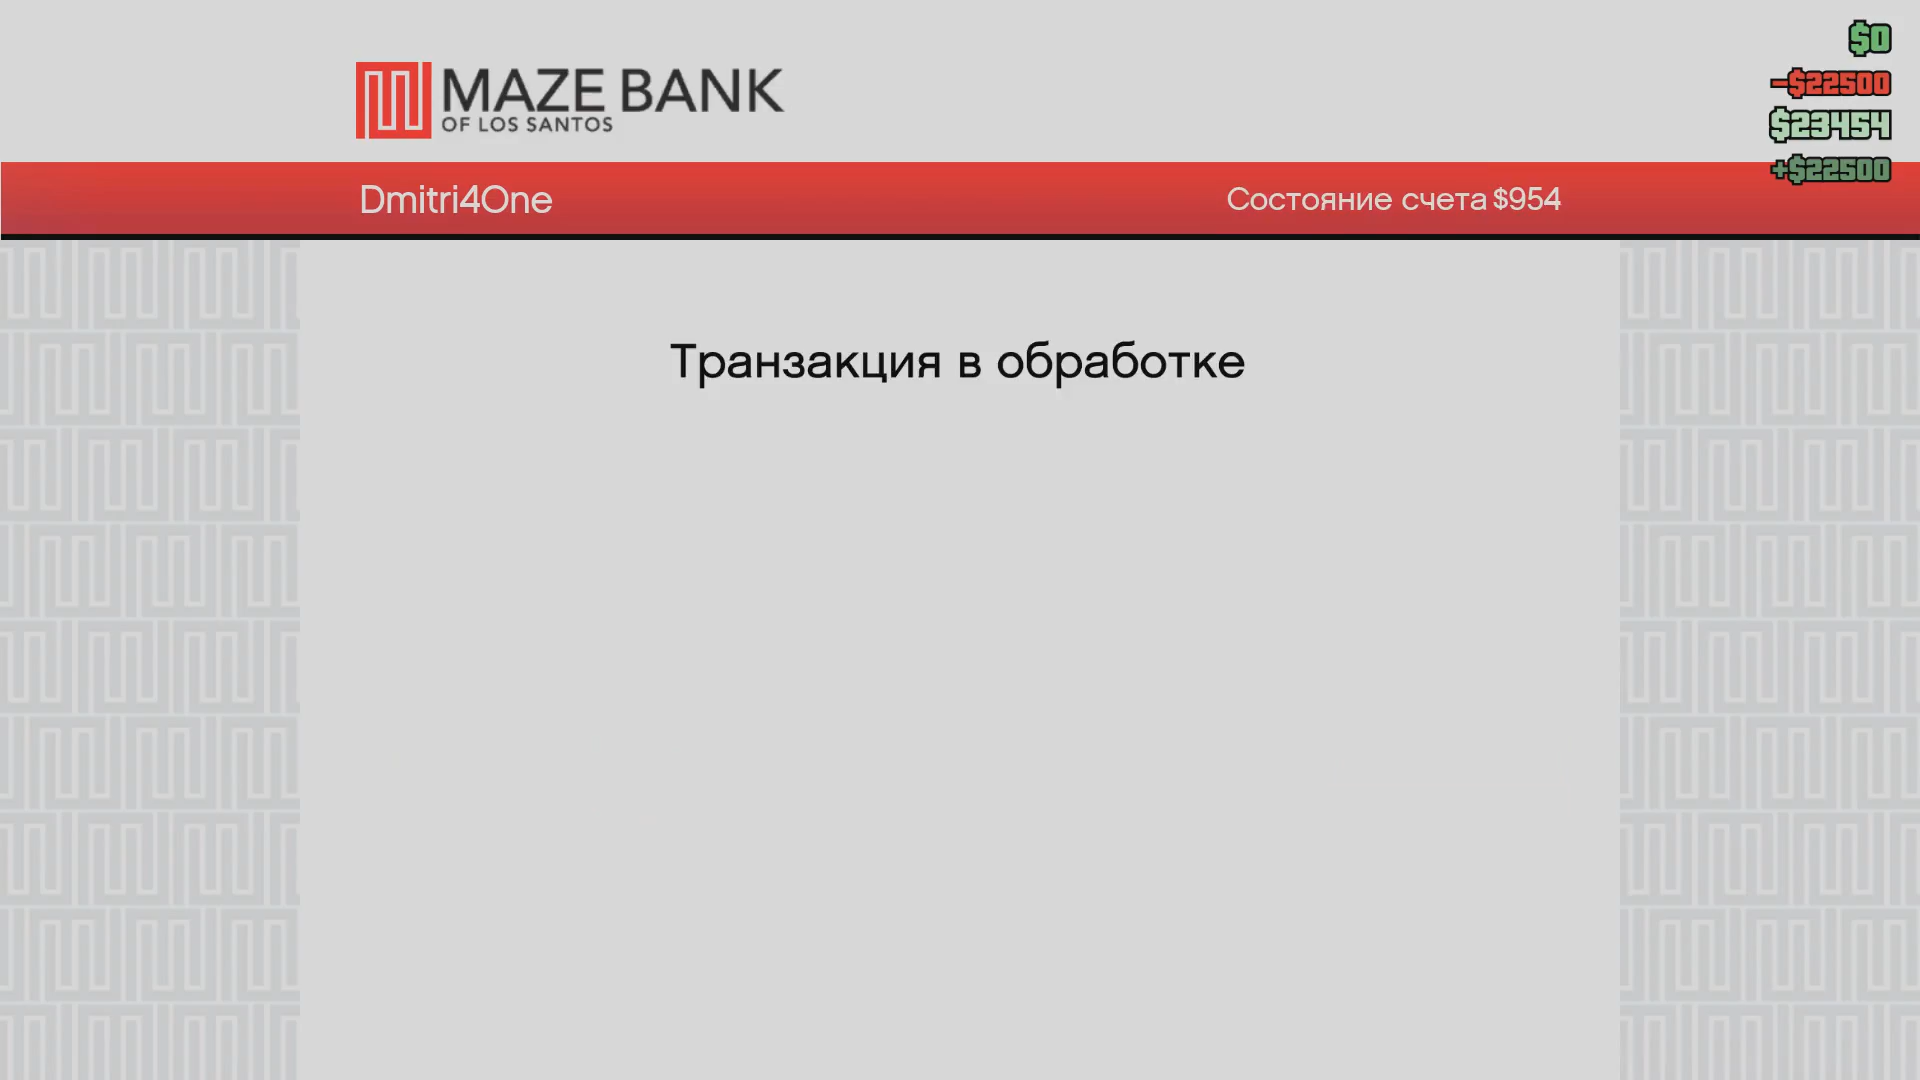 $0
-$22500
$23454
+$22500
MAZE BANK
OF LOS SANTOS
Dmitri4One
Состояние счета $954
Транзакция в обработке